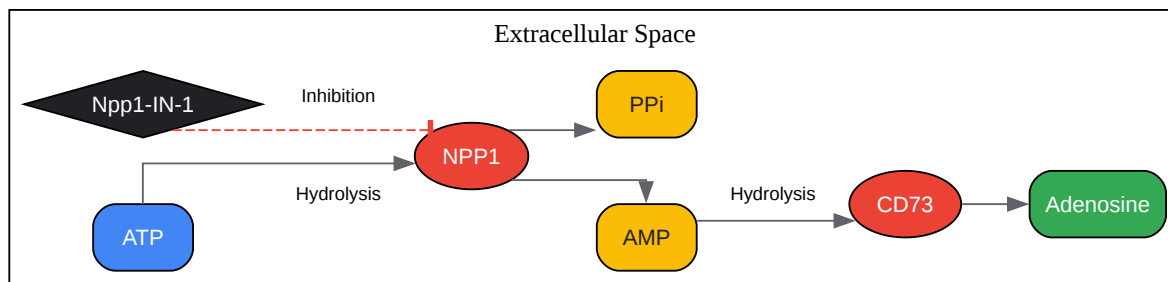 Extracellular Space
Npp1-IN-1
Inhibition
PPi
NPP1
Hydrolysis
ATP
AMP
Hydrolysis
CD73
Adenosine